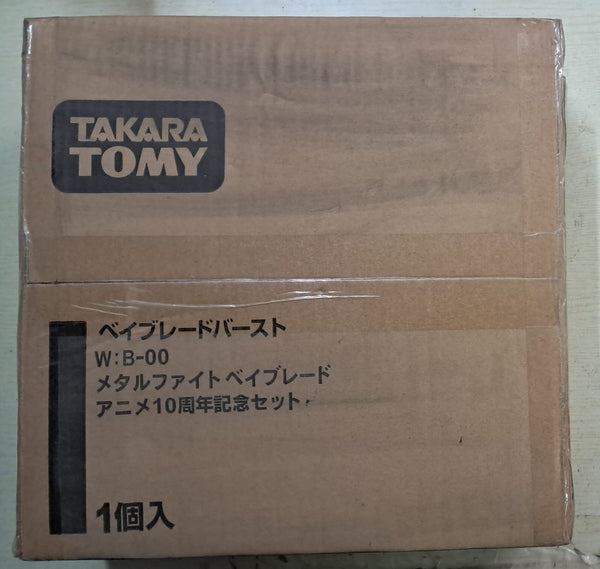 TAKARA
TOMY
ベイブレードバースト
W:B-00
メタルファイト ベイブレード
アニメ10周年記念セット
1個入